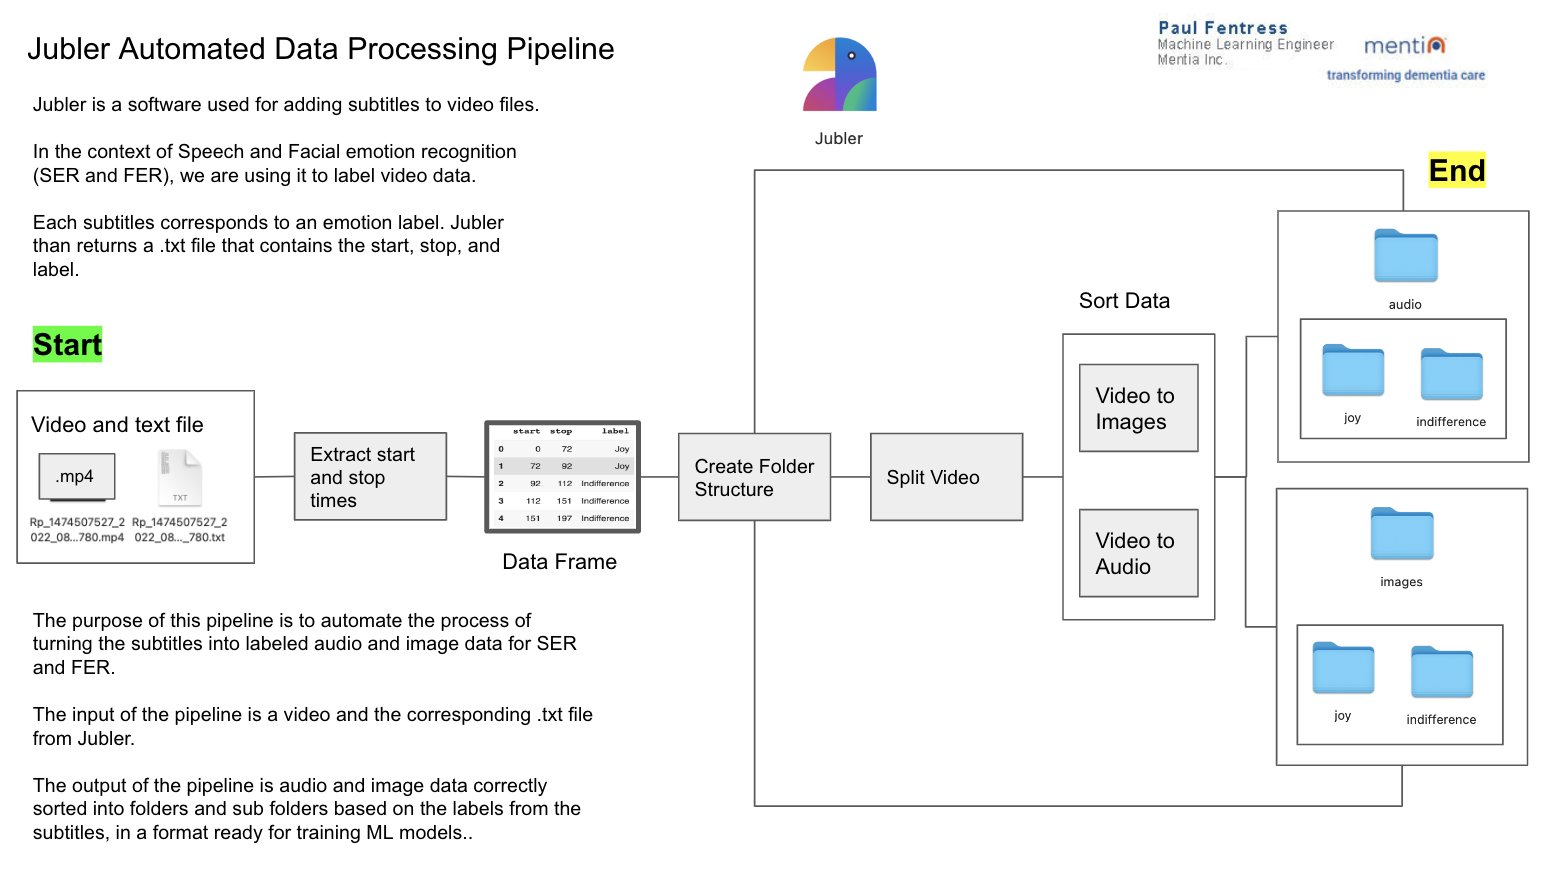 Jubler Automated Data Processing Pipeline
Paul Fentress
Machine Learning Engineer
Mentia Inc.
mentia
transforming dementia care
Jubler
Jubler is a software used for adding subtitles to video files.
In the context of Speech and Facial emotion recognition
(SER and FER), we are using it to label video data.
Each subtitles corresponds to an emotion label. Jubler
than returns a .txt file that contains the start, stop, and
label.
Start
Video and text file
.mp4
TXT
Rp_1474507527_2
022_08...780.mp4
Rp_1474507527_2
022_08..._780.txt
Extract start
and stop
times
start stop label
0 0 72 Joy
1 72 92 Joy
2 92 112 Indifference
3 112 151 Indifference
4 151 197 Indifference
Data Frame
Create Folder
Structure
Split Video
Sort Data
Video to
Images
Video to
Audio
End
audio
joy
indifference
images
joy
indifference
The purpose of this pipeline is to automate the process of
turning the subtitles into labeled audio and image data for SER
and FER.
The input of the pipeline is a video and the corresponding .txt file
from Jubler.
The output of the pipeline is audio and image data correctly
sorted into folders and sub folders based on the labels from the
subtitles, in a format ready for training ML models..